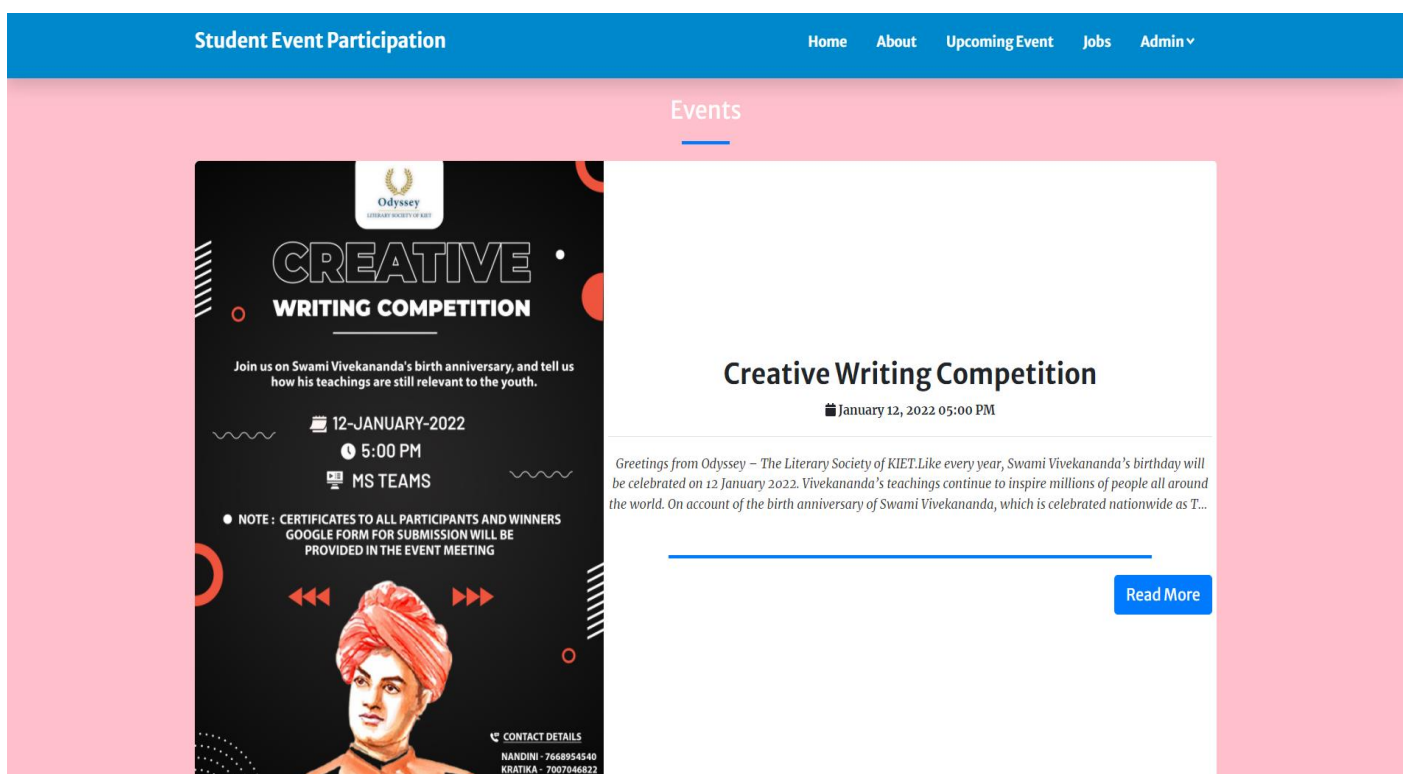 Student Event Participation
Home About Upcoming Event Jobs Admin
Events
Odyssey
LITERARY SOCIETY OF KIET
CREATIVE
WRITING COMPETITION
Join us on Swami Vivekananda's birth anniversary, and tell us
how his teachings are still relevant to the youth.
12-JANUARY-2022
5:00 PM
MS TEAMS
NOTE : CERTIFICATES TO ALL PARTICIPANTS AND WINNERS
GOOGLE FORM FOR SUBMISSION WILL BE
PROVIDED IN THE EVENT MEETING
CONTACT DETAILS
NANDINI - 7668954540
KRATIKA - 7007046822
Creative Writing Competition
January 12, 2022 05:00 PM
Greetings from Odyssey – The Literary Society of KIET.Like every year, Swami Vivekananda’s birthday will
be celebrated on 12 January 2022. Vivekananda’s teachings continue to inspire millions of people all around
the world. On account of the birth anniversary of Swami Vivekananda, which is celebrated nationwide as T...
Read More